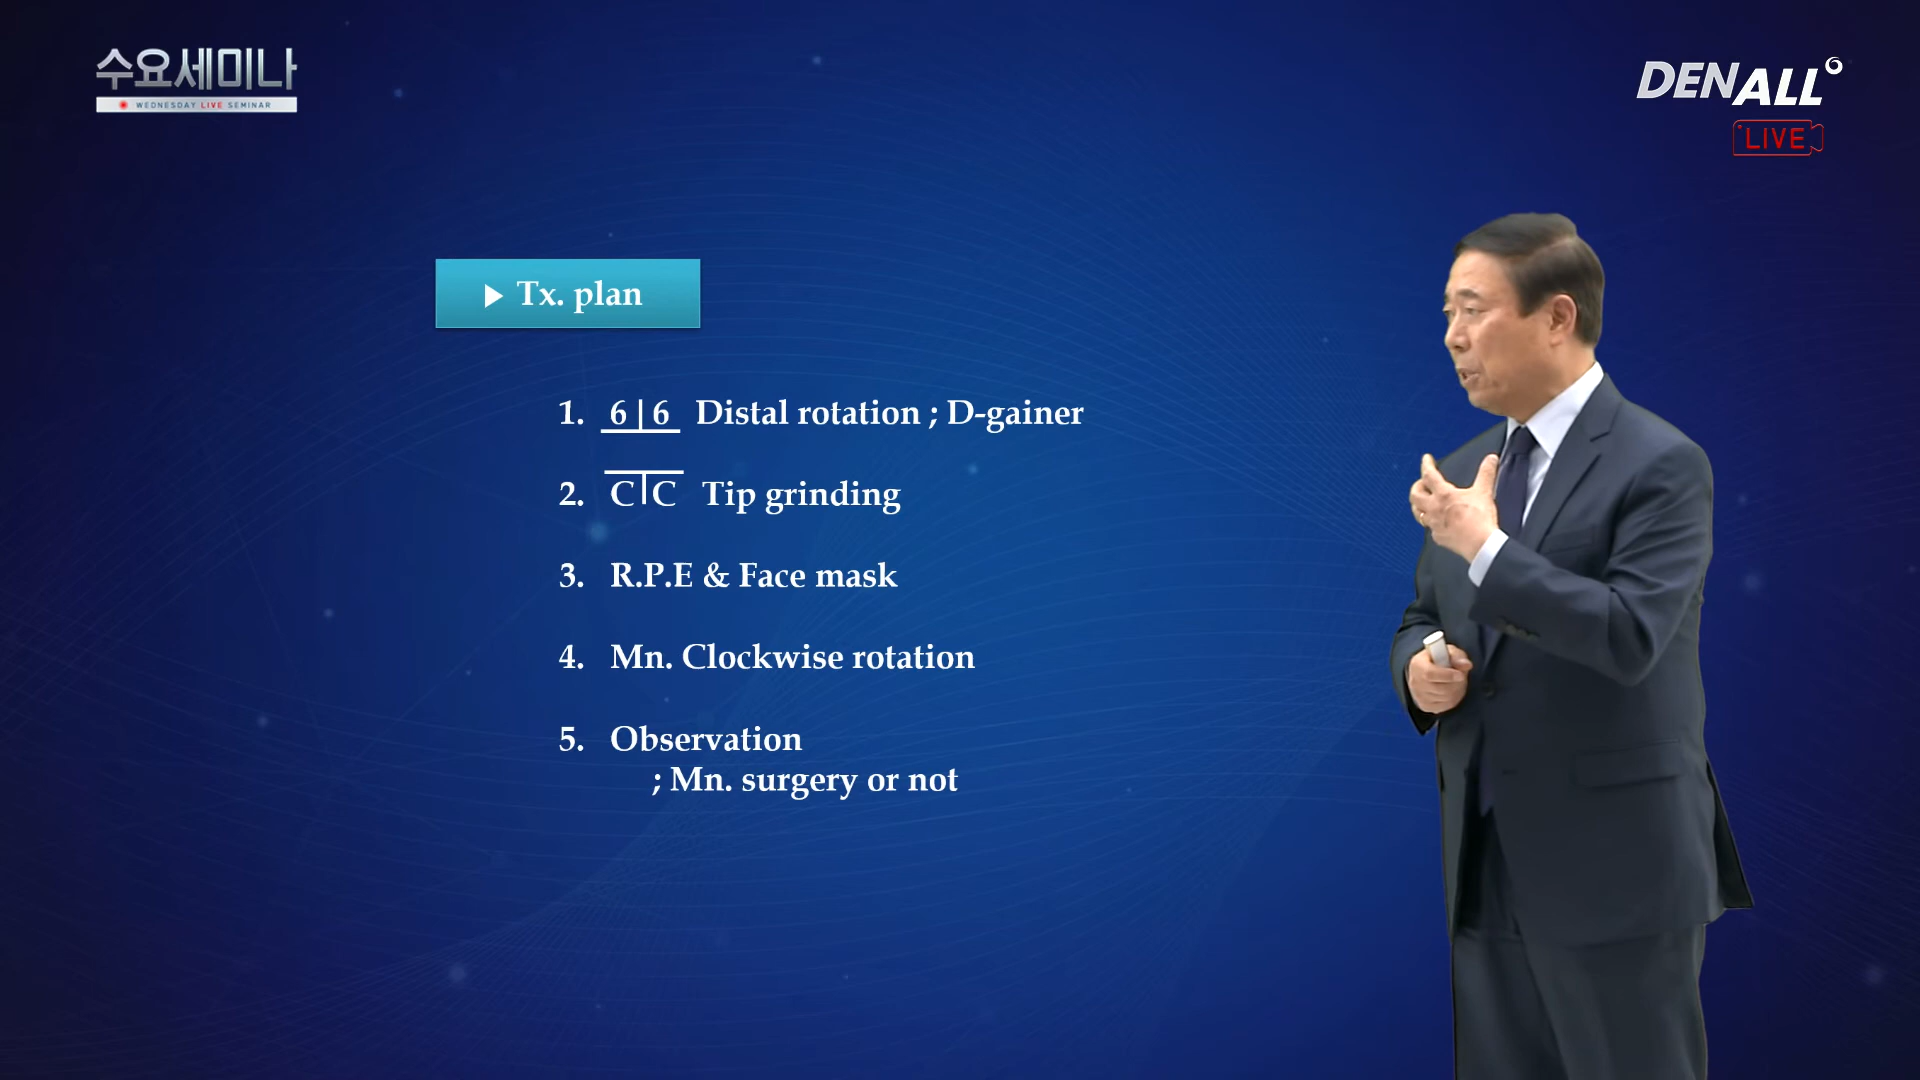 수요세미나
WEDNESDAY LIVE SEMINAR
DENALL
LIVE
▶ Tx. plan
1. 6|6 Distal rotation ; D-gainer
2. C|C Tip grinding
3. R.P.E & Face mask
4. Mn. Clockwise rotation
5. Observation
; Mn. surgery or not